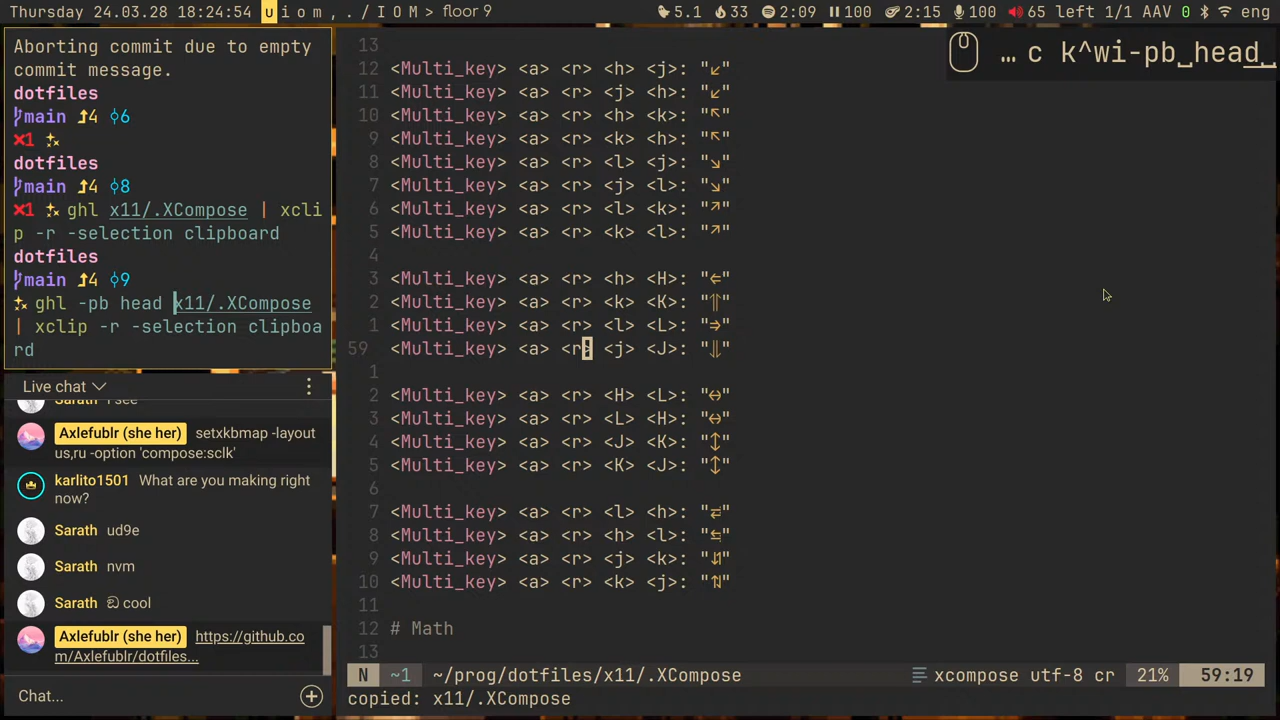 Thursday 24.03.28 18:24:54 u i o m , . / I O M > floor 9 5.1 33 2:09 100 2:15 100 65 left 1/1 AAV 0 eng
Aborting commit due to empty
commit message.
dotfiles
main 4 6
1
dotfiles
main 4 8
1 ghl x11/.XCompose | xcli
p -r -selection clipboard
dotfiles
main 4 9
ghl -pb head x11/.XCompose
| xclip -r -selection clipboa
rd
Live chat
Sarath I see
Axlefublr (she her) setxkbmap -layout
us,ru -option 'compose:sclk'
karlito1501 What are you making right
now?
Sarath ud9e
Sarath nvm
Sarath ඞ cool
Axlefublr (she her) https://github.co
m/Axlefublr/dotfiles...
Chat...
… c k^wi-pb_head_
13
12 <Multi_key> <a> <r> <h> <j>: "↙"
11 <Multi_key> <a> <r> <j> <h>: "↙"
10 <Multi_key> <a> <r> <h> <k>: "↖"
9 <Multi_key> <a> <r> <k> <h>: "↖"
8 <Multi_key> <a> <r> <l> <j>: "↘"
7 <Multi_key> <a> <r> <j> <l>: "↘"
6 <Multi_key> <a> <r> <l> <k>: "↗"
5 <Multi_key> <a> <r> <k> <l>: "↗"
4
3 <Multi_key> <a> <r> <h> <H>: "⇐"
2 <Multi_key> <a> <r> <k> <K>: "⇑"
1 <Multi_key> <a> <r> <l> <L>: "⇒"
59 <Multi_key> <a> <r> <j> <J>: "⇓"
1
2 <Multi_key> <a> <r> <H> <L>: "↔"
3 <Multi_key> <a> <r> <L> <H>: "↔"
4 <Multi_key> <a> <r> <J> <K>: "↕"
5 <Multi_key> <a> <r> <K> <J>: "↕"
6
7 <Multi_key> <a> <r> <l> <h>: "⇄"
8 <Multi_key> <a> <r> <h> <l>: "⇆"
9 <Multi_key> <a> <r> <j> <k>: "⇵"
10 <Multi_key> <a> <r> <k> <j>: "⇅"
11
12 # Math
13
N ~1 ~/prog/dotfiles/x11/.XCompose xcompose utf-8 cr 21% 59:19
copied: x11/.XCompose